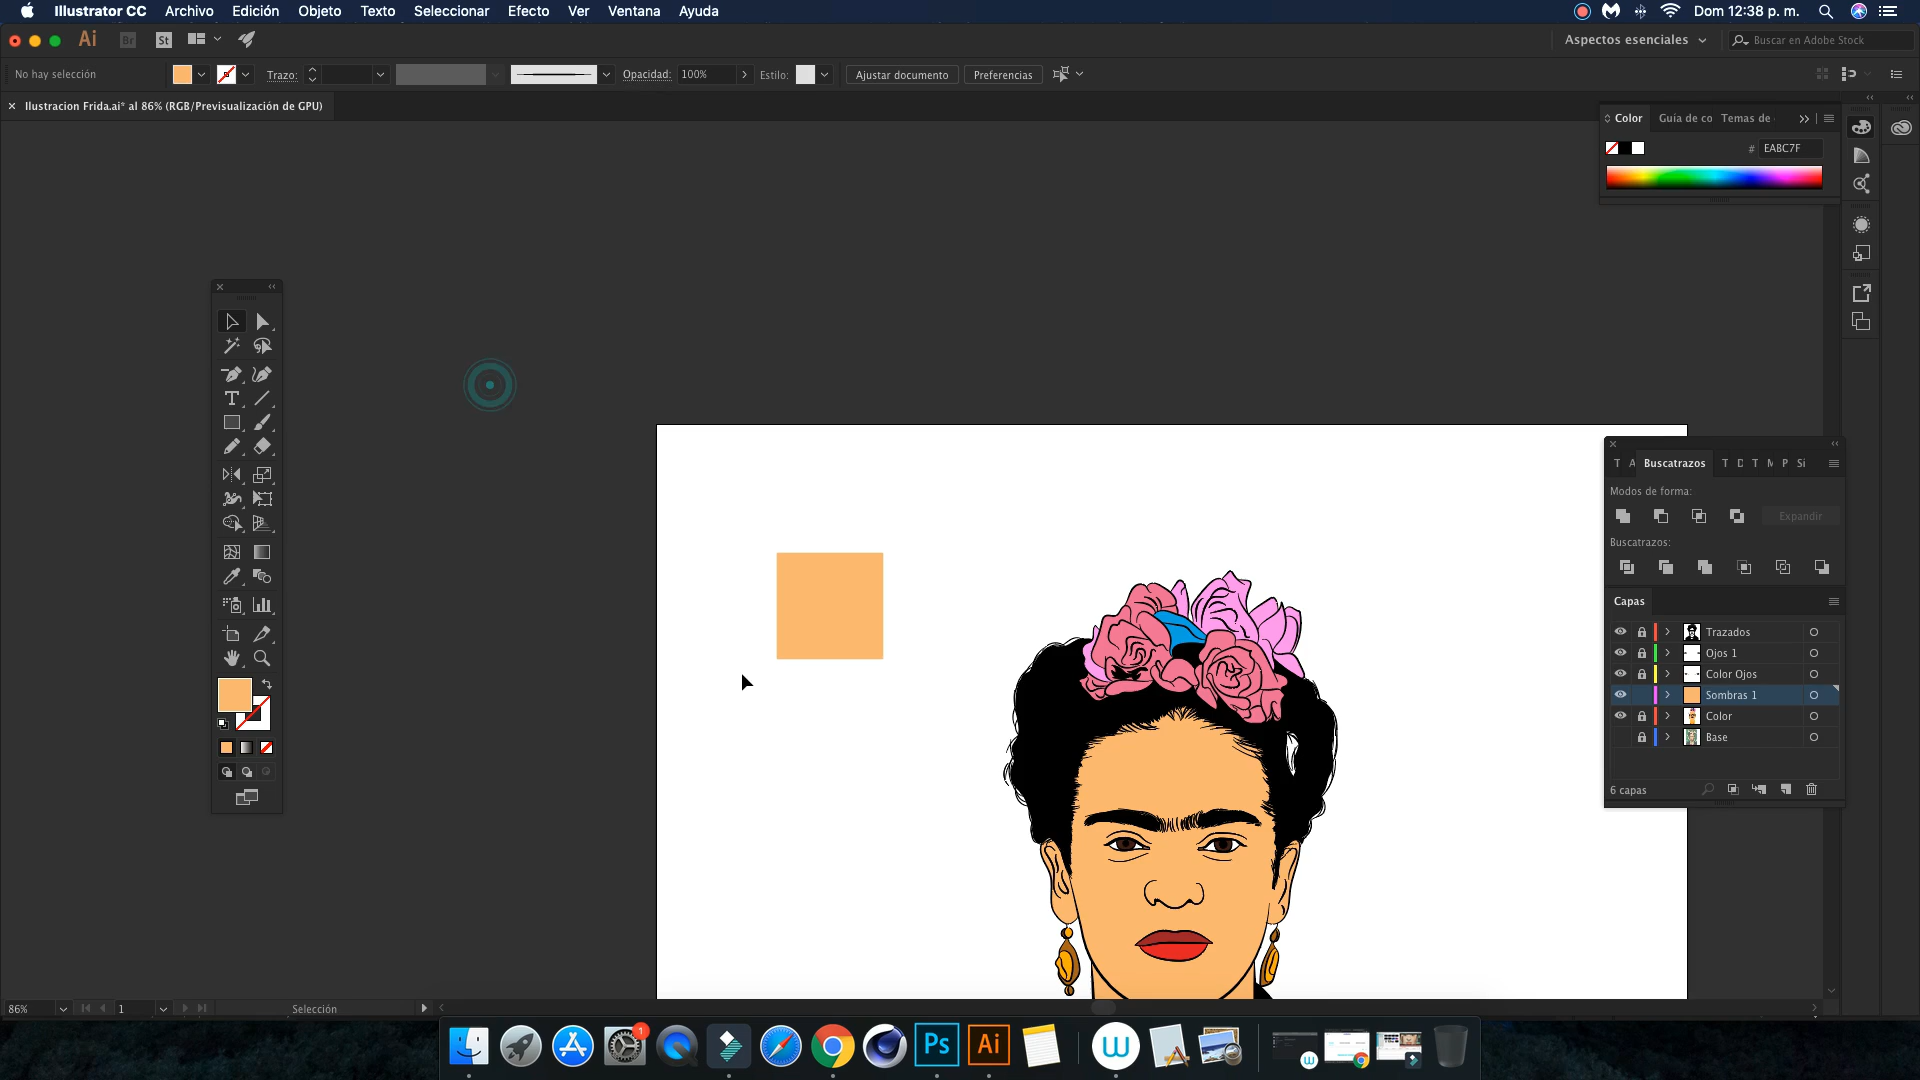 Illustrator CC Archivo Edición Objeto Texto Seleccionar Efecto Ver Ventana Ayuda Dom 12:38 p. m.
Ai Br St Aspectos esenciales Buscar en Adobe Stock
No hay selección Trazo: Opacidad: 100% Estilo: Ajustar documento Preferencias
Ilustracion Frida.ai* al 86% (RGB/Previsualización de GPU)
Color Guía de co Temas de
# EABC7F
T A Buscatrazos T D T M P Si
Modos de forma:
Expandir
Buscatrazos:
Capas
Trazados
Ojos 1
Color Ojos
Sombras 1
Color
Base
6 capas
86% 1 Selección
1 Ps Ai